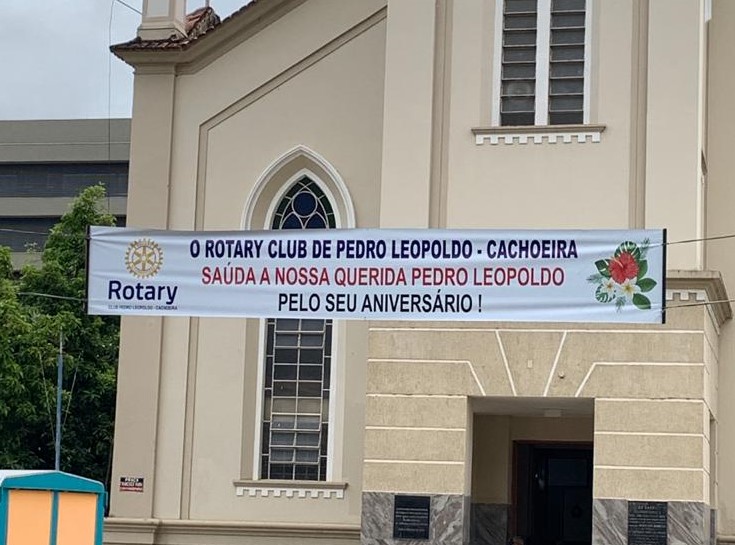 O ROTARY CLUB DE PEDRO LEOPOLDO - CACHOEIRA
SAÚDA A NOSSA QUERIDA PEDRO LEOPOLDO
PELO SEU ANIVERSÁRIO !
Rotary
CLUB PEDRO LEOPOLDO - CACHOEIRA
PRAÇA